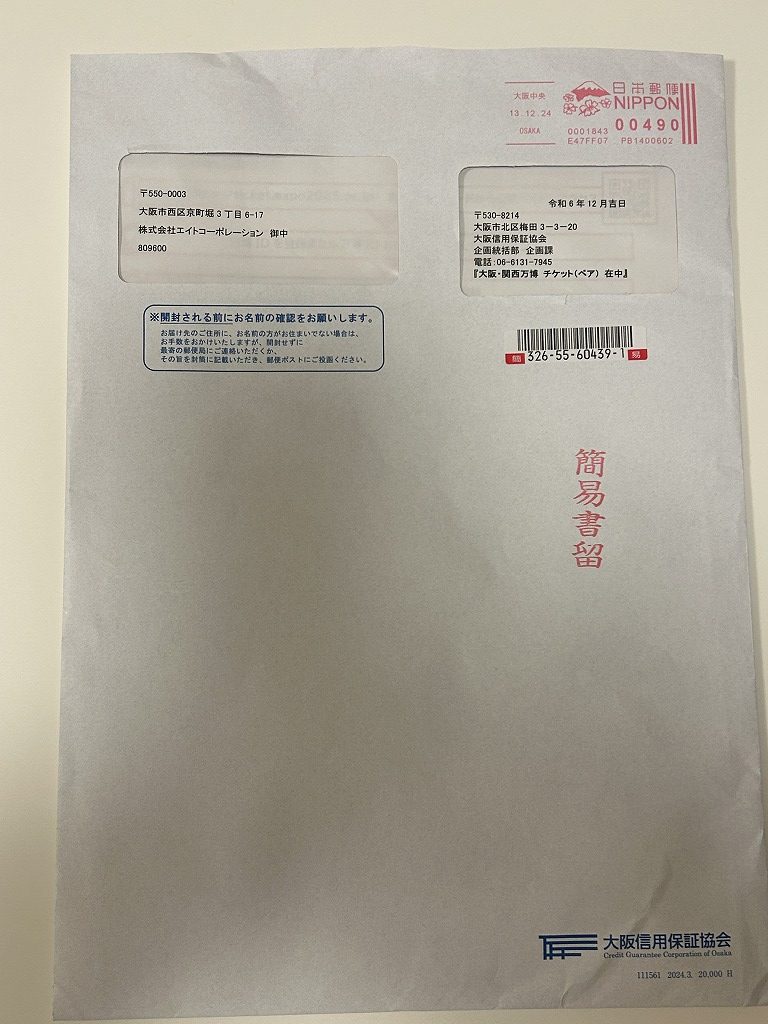 大阪中央
13.12.24
OSAKA
日本郵便
NIPPON
00490
0001843
E47FF07 PB1400602
〒550-0003
大阪市西区京町堀3丁目6-17
株式会社エイトコーポレーション 御中
809600
令和6年12月吉日
〒530-8214
大阪市北区梅田3-3-20
大阪信用保証協会
企画統括部 企画課
電話:06-6131-7945
『大阪・関西万博 チケット(ペア) 在中』
※開封される前にお名前の確認をお願いします。
お届け先のご住所に、お名前の方がお住まいでない場合は、
お手数をおかけいたしますが、開封せずに
最寄の郵便局にご連絡いただくか、
その旨を封筒に記載いただき、郵便ポストにご投函ください。
簡 326-55-60439-1 易
簡易書留
大阪信用保証協会
Credit Guarantee Corporation of Osaka
111561 2024.3. 20,000 H